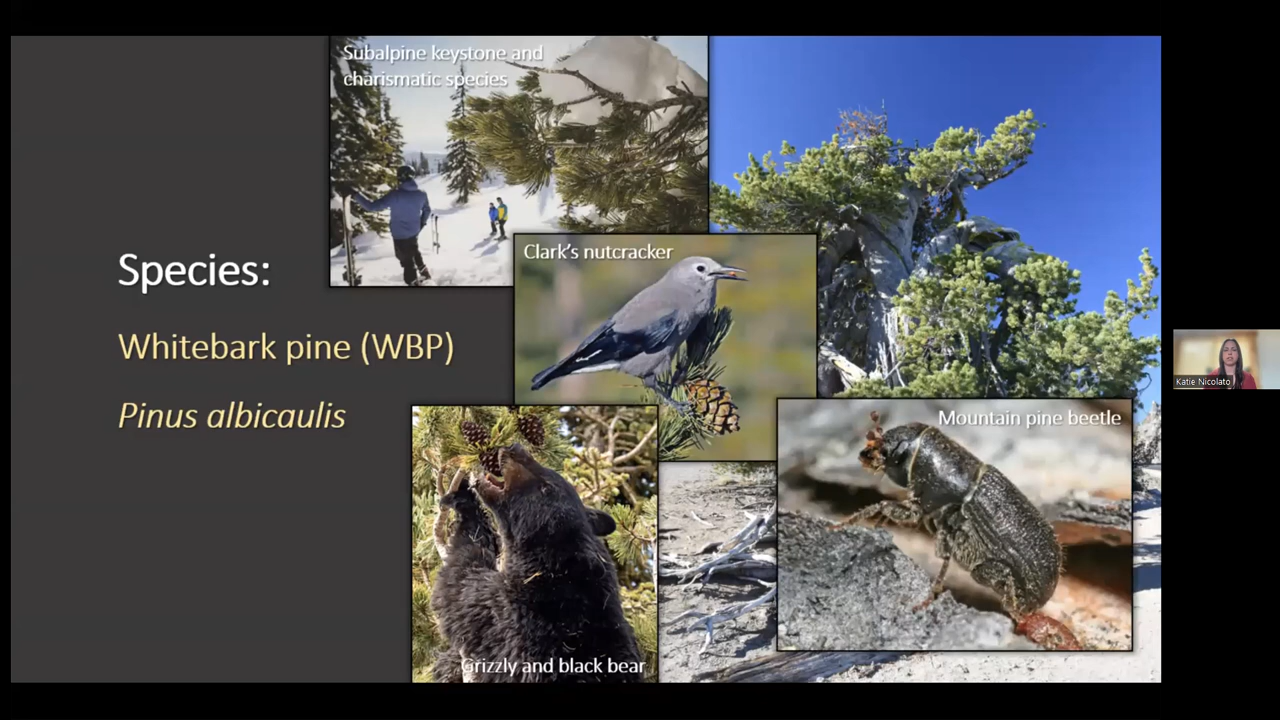 Species:
Whitebark pine (WBP)
Pinus albicaulis
Subalpine keystone and
charismatic species
Clark's nutcracker
Grizzly and black bear
Mountain pine beetle
Katie Nicolato